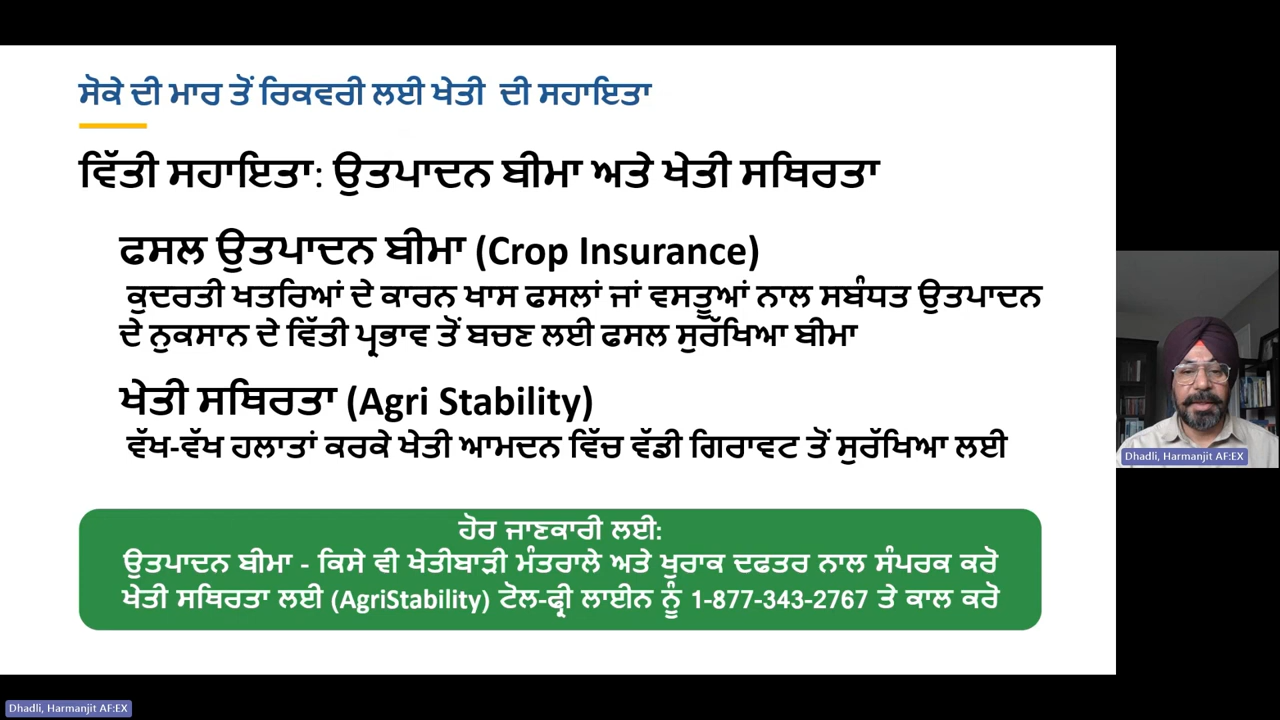 ਸੋਕੇ ਦੀ ਮਾਰ ਤੋਂ ਰਿਕਵਰੀ ਲਈ ਖੇਤੀ ਦੀ ਸਹਾਇਤਾ
ਵਿੱਤੀ ਸਹਾਇਤਾ: ਉਤਪਾਦਨ ਬੀਮਾ ਅਤੇ ਖੇਤੀ ਸਥਿਰਤਾ
ਫਸਲ ਉਤਪਾਦਨ ਬੀਮਾ (Crop Insurance)
ਕੁਦਰਤੀ ਖਤਰਿਆਂ ਦੇ ਕਾਰਨ ਖਾਸ ਫਸਲਾਂ ਜਾਂ ਵਸਤੂਆਂ ਨਾਲ ਸਬੰਧਤ ਉਤਪਾਦਨ
ਦੇ ਨੁਕਸਾਨ ਦੇ ਵਿੱਤੀ ਪ੍ਰਭਾਵ ਤੋਂ ਬਚਣ ਲਈ ਫਸਲ ਸੁਰੱਖਿਆ ਬੀਮਾ
ਖੇਤੀ ਸਥਿਰਤਾ (Agri Stability)
ਵੱਖ-ਵੱਖ ਹਲਾਤਾਂ ਕਰਕੇ ਖੇਤੀ ਆਮਦਨ ਵਿੱਚ ਵੱਡੀ ਗਿਰਾਵਟ ਤੋਂ ਸੁਰੱਖਿਆ ਲਈ
ਹੋਰ ਜਾਣਕਾਰੀ ਲਈ:
ਉਤਪਾਦਨ ਬੀਮਾ - ਕਿਸੇ ਵੀ ਖੇਤੀਬਾੜੀ ਮੰਤਰਾਲੇ ਅਤੇ ਖੁਰਾਕ ਦਫਤਰ ਨਾਲ ਸੰਪਰਕ ਕਰੋ
ਖੇਤੀ ਸਥਿਰਤਾ ਲਈ (AgriStability) ਟੋਲ-ਫ੍ਰੀ ਲਾਈਨ ਨੂੰ 1-877-343-2767 ਤੇ ਕਾਲ ਕਰੋ
Dhadli, Harmanjit AF:EX
Dhadli, Harmanjit AF:EX